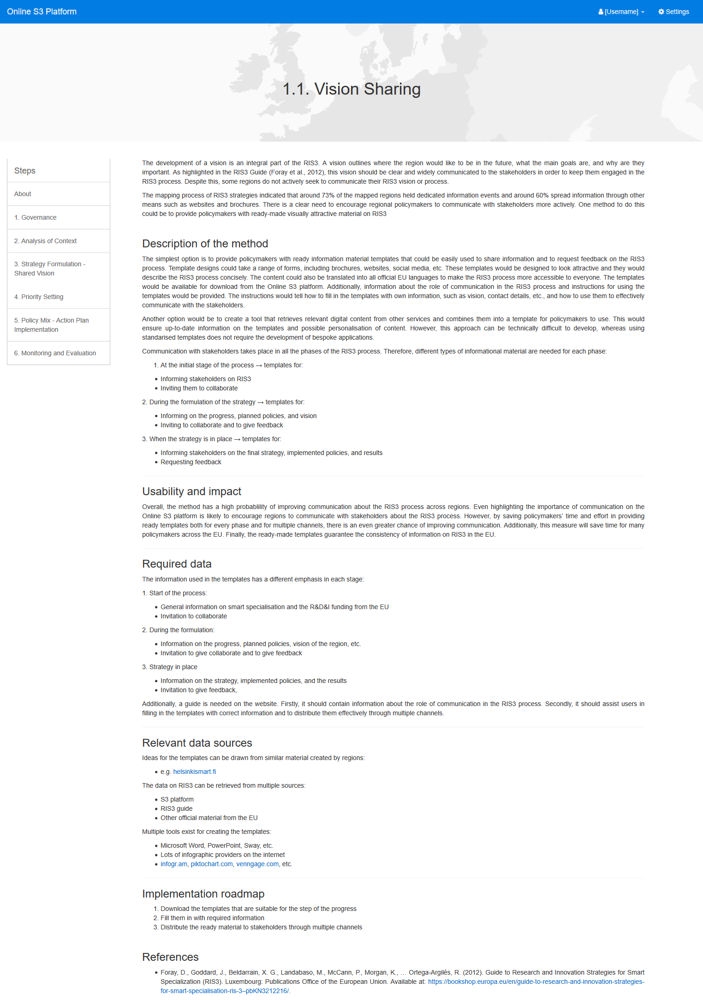 Online S3 Platform
[Username]
Settings
1.1. Vision Sharing
Steps
About
1. Governance
2. Analysis of Context
3. Strategy Formulation -
Shared Vision
4. Priority Setting
5. Policy Mix - Action Plan
Implementation
6. Monitoring and Evaluation
The development of a vision is an integral part of the RIS3. A vision outlines where the region would like to be in the future, what the main goals are, and why are they
important. As highlighted in the RIS3 Guide (Foray et al., 2012), this vision should be clear and widely communicated to the stakeholders in order to keep them engaged in the
RIS3 process. Despite this, some regions do not actively seek to communicate their RIS3 vision or process.
The mapping process of RIS3 strategies indicated that around 73% of the mapped regions held dedicated information events and around 60% spread information through other
means such as websites and brochures. There is a clear need to encourage regional policymakers to communicate with stakeholders more actively. One method to do this
could be to provide policymakers with ready-made visually attractive material on RIS3
Description of the method
The simplest option is to provide policymakers with ready information material templates that could be easily used to share information and to request feedback on the RIS3
process. Template designs could take a range of forms, including brochures, websites, social media, etc. These templates would be designed to look attractive and they would
describe the RIS3 process concisely. The content could also be translated into all official EU languages to make the RIS3 process more accessible to everyone. The templates
would be available for download from the Online S3 platform. Additionally, information about the role of communication in the RIS3 process and instructions for using the
templates would be provided. The instructions would tell how to fill in the templates with own information, such as vision, contact details, etc., and how to use them to effectively
communicate with the stakeholders.
Another option would be to create a tool that retrieves relevant digital content from other services and combines them into a template for policymakers to use. This would
ensure up-to-date information on the templates and possible personalisation of content. However, this approach can be technically difficult to develop, whereas using
standarised templates does not require the development of bespoke applications.
Communication with stakeholders takes place in all the phases of the RIS3 process. Therefore, different types of informational material are needed for each phase:
1. At the initial stage of the process → templates for:
• Informing stakeholders on RIS3
• Inviting them to collaborate
2. During the formulation of the strategy → templates for:
• Informing on the progress, planned policies, and vision
• Inviting to collaborate and to give feedback
3. When the strategy is in place → templates for:
• Informing stakeholders on the final strategy, implemented policies, and results
• Requesting feedback
Usability and impact
Overall, the method has a high probablility of improving communication about the RIS3 process across regions. Even highlighting the importance of communication on the
Online S3 platform is likely to encourage regions to communicate with stakeholders about the RIS3 process. However, by saving policymakers’ time and effort in providing
ready templates both for every phase and for multiple channels, there is an even greater chance of improving communication. Additionally, this measure will save time for many
policymakers across the EU. Finally, the ready-made templates guarantee the consistency of information on RIS3 in the EU.
Required data
The information used in the templates has a different emphasis in each stage:
1. Start of the process:
• General information on smart specialisation and the R&D&I funding from the EU
• Invitation to collaborate
2. During the formulation:
• Information on the progress, planned policies, vision of the region, etc.
• Invitation to give collaborate and to give feedback
3. Strategy in place
• Information on the strategy, implemented policies, and the results
• Invitation to give feedback,
Additionally, a guide is needed on the website. Firstly, it should contain information about the role of communication in the RIS3 process. Secondly, it should assist users in
filling in the templates with correct information and to distribute them effectively through multiple channels.
Relevant data sources
Ideas for the templates can be drawn from similar material created by regions:
• e.g. helsinkismart.fi
The data on RIS3 can be retrieved from multiple sources:
• S3 platform
• RIS3 guide
• Other official material from the EU
Multiple tools exist for creating the templates:
• Microsoft Word, PowerPoint, Sway, etc.
• Lots of infographic providers on the internet
• infogr.am, piktochart.com, venngage.com, etc.
Implementation roadmap
1. Download the templates that are suitable for the step of the progress
2. Fill them in with required information
3. Distribute the ready material to stakeholders through multiple channels
References
• Foray, D., Goddard, J., Beldarrain, X. G., Landabaso, M., McCann, P., Morgan, K., … Ortega-Argilés, R. (2012). Guide to Research and Innovation Strategies for Smart
Specialization (RIS3). Luxembourg: Publications Office of the European Union. Available at: https://bookshop.europa.eu/en/guide-to-research-and-innovation-strategies-
for-smart-specialisation-ris-3–pbKN3212216/.